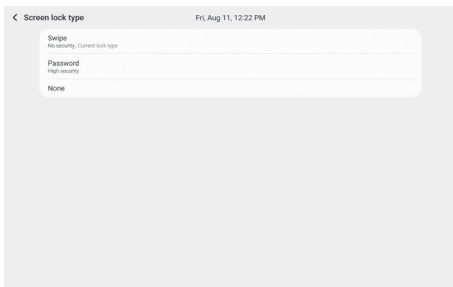 Screen lock type
Fri, Aug 11, 12:22 PM
Swipe
No security, Current lock type
Password
High security
None